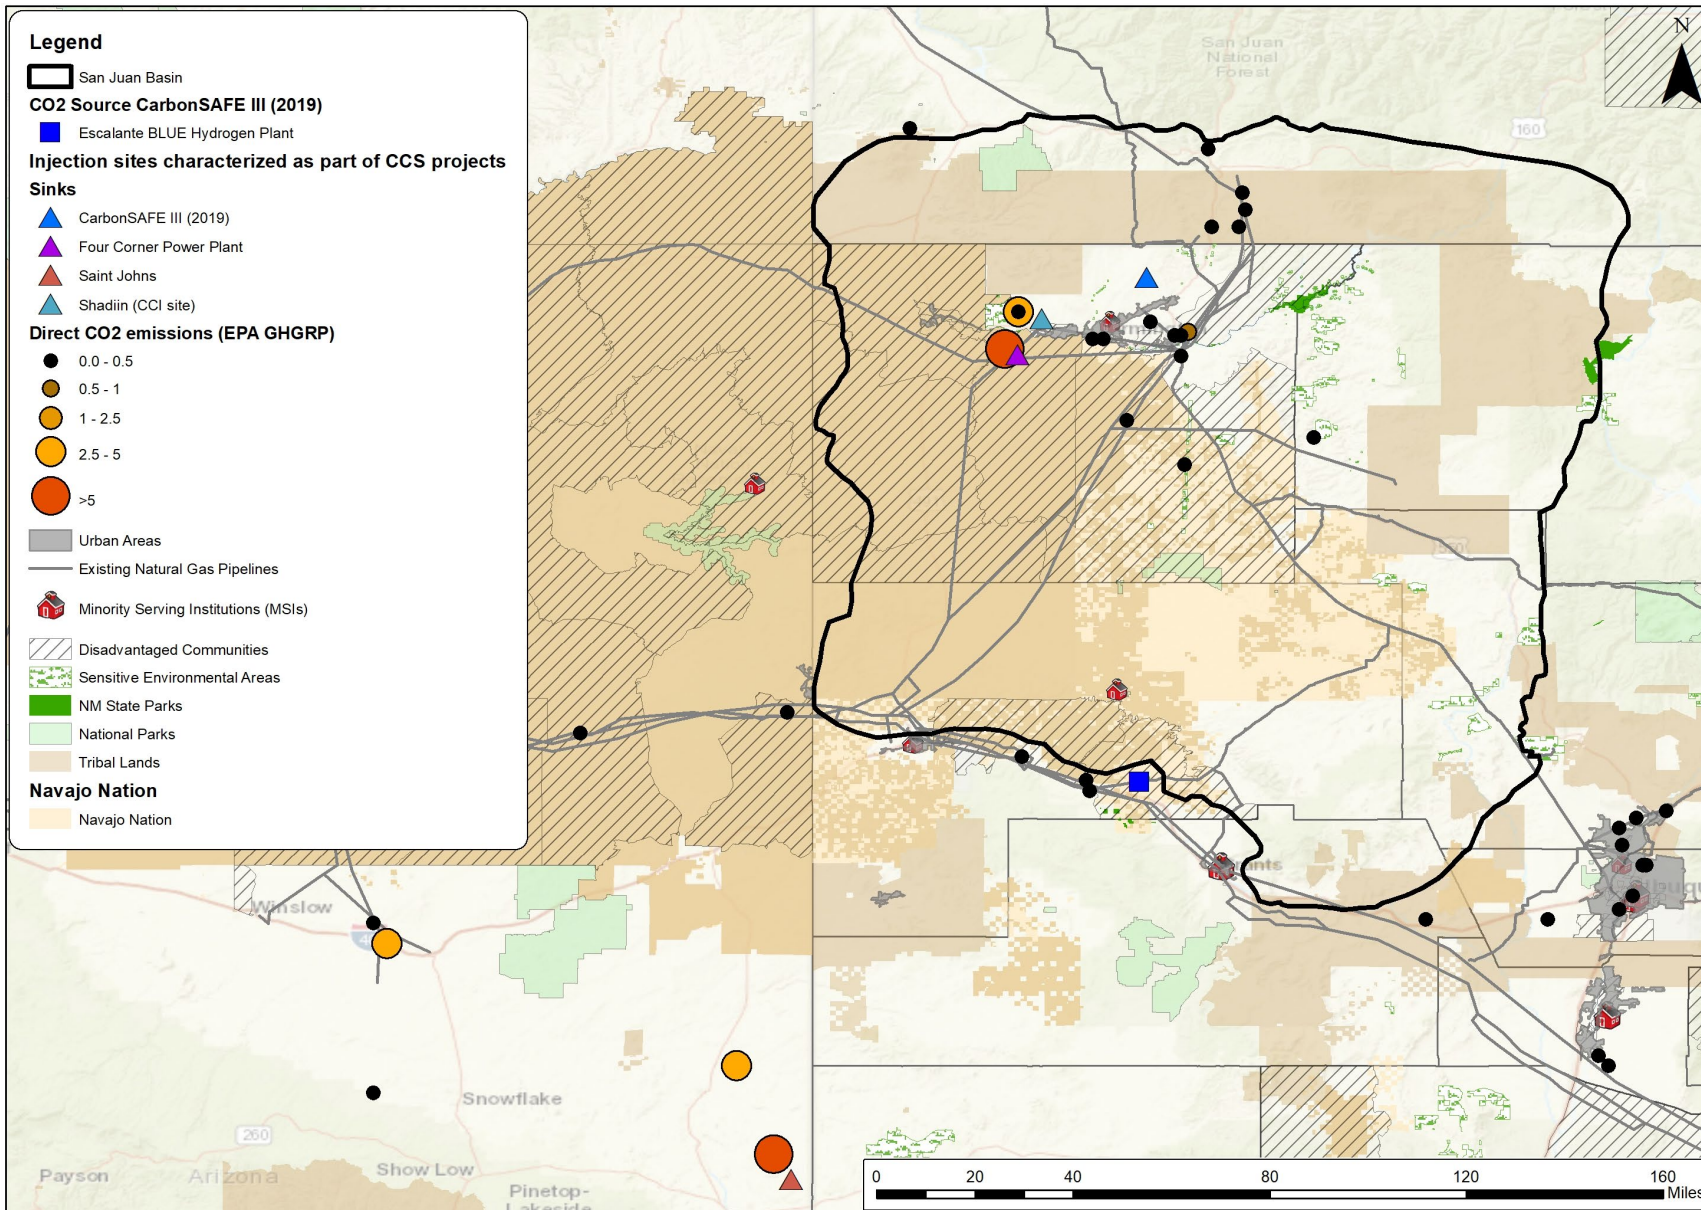 Legend
San Juan Basin
CO2 Source CarbonSAFE III (2019)
Escalante BLUE Hydrogen Plant
Injection sites characterized as part of CCS projects
Sinks
CarbonSAFE III (2019)
Four Corner Power Plant
Saint Johns
Shadiin (CCI site)
Direct CO2 emissions (EPA GHGRP)
0.0 - 0.5
0.5 - 1
1 - 2.5
2.5 - 5
>5
Urban Areas
Existing Natural Gas Pipelines
Minority Serving Institutions (MSIs)
Disadvantaged Communities
Sensitive Environmental Areas
NM State Parks
National Parks
Tribal Lands
Navajo Nation
Navajo Nation
San Juan
National
Forest
N
160
Winslow
Snowflake
260
Payson
Arizona
Show Low
Pinetop-
Lakeside
0 20 40 80 120 160
Miles